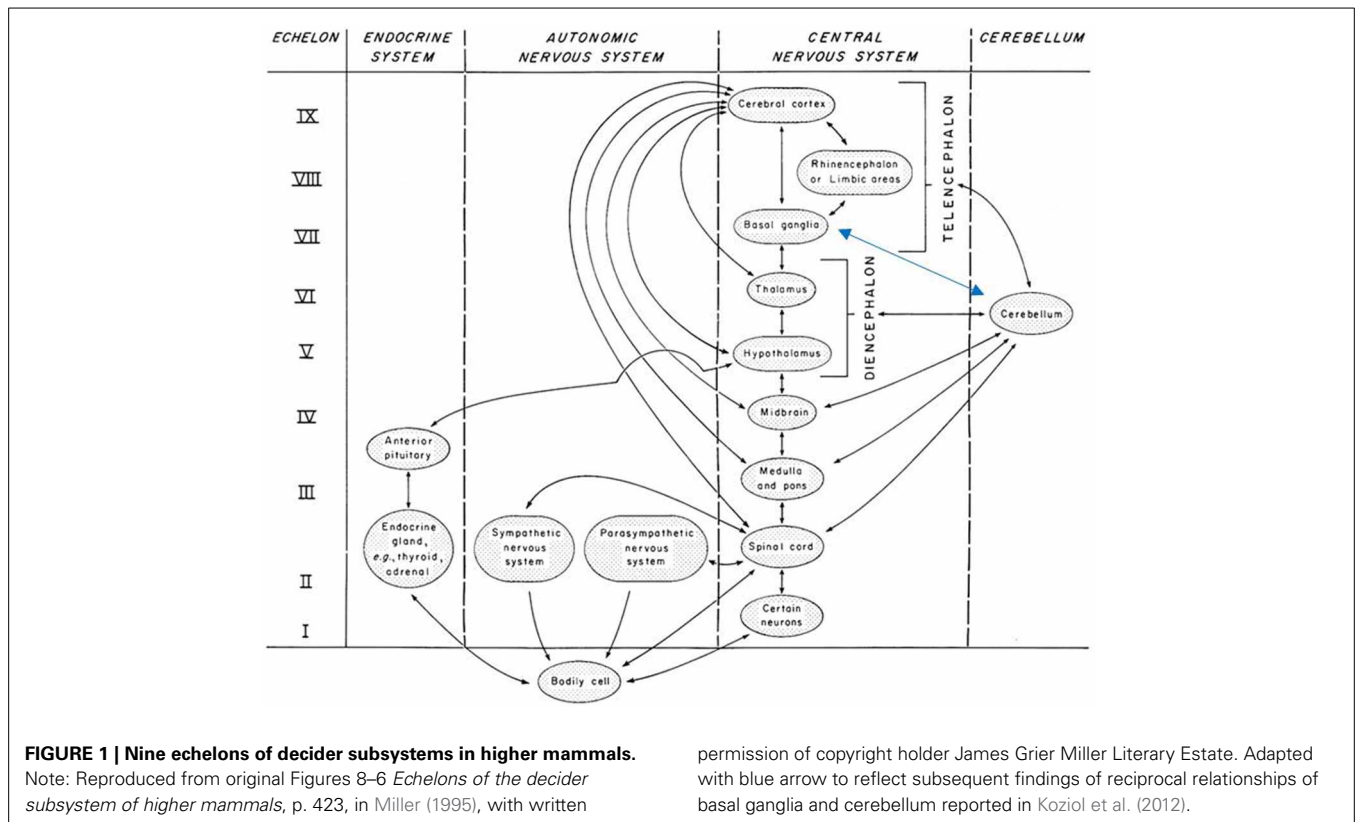 ECHELON
ENDOCRINE
SYSTEM
AUTONOMIC
NERVOUS SYSTEM
CENTRAL
NERVOUS SYSTEM
CEREBELLUM
IX
VIII
VII
VI
V
IV
III
II
I
Cerebral cortex
Rhinencephalon
or Limbic areas
Basal ganglia
TELENCEPHALON
Thalamus
Hypothalamus
DIENCEPHALON
Cerebellum
Midbrain
Anterior
pituitary
Medulla
and pons
Endocrine
gland,
e.g., thyroid,
adrenal
Sympathetic
nervous
system
Parasympathetic
nervous
system
Spinal cord
Certain
neurons
Bodily cell
FIGURE 1 | Nine echelons of decider subsystems in higher mammals.
Note: Reproduced from original Figures 8–6 Echelons of the decider
subsystem of higher mammals, p. 423, in Miller (1995), with written
permission of copyright holder James Grier Miller Literary Estate. Adapted
with blue arrow to reflect subsequent findings of reciprocal relationships of
basal ganglia and cerebellum reported in Koziol et al. (2012).